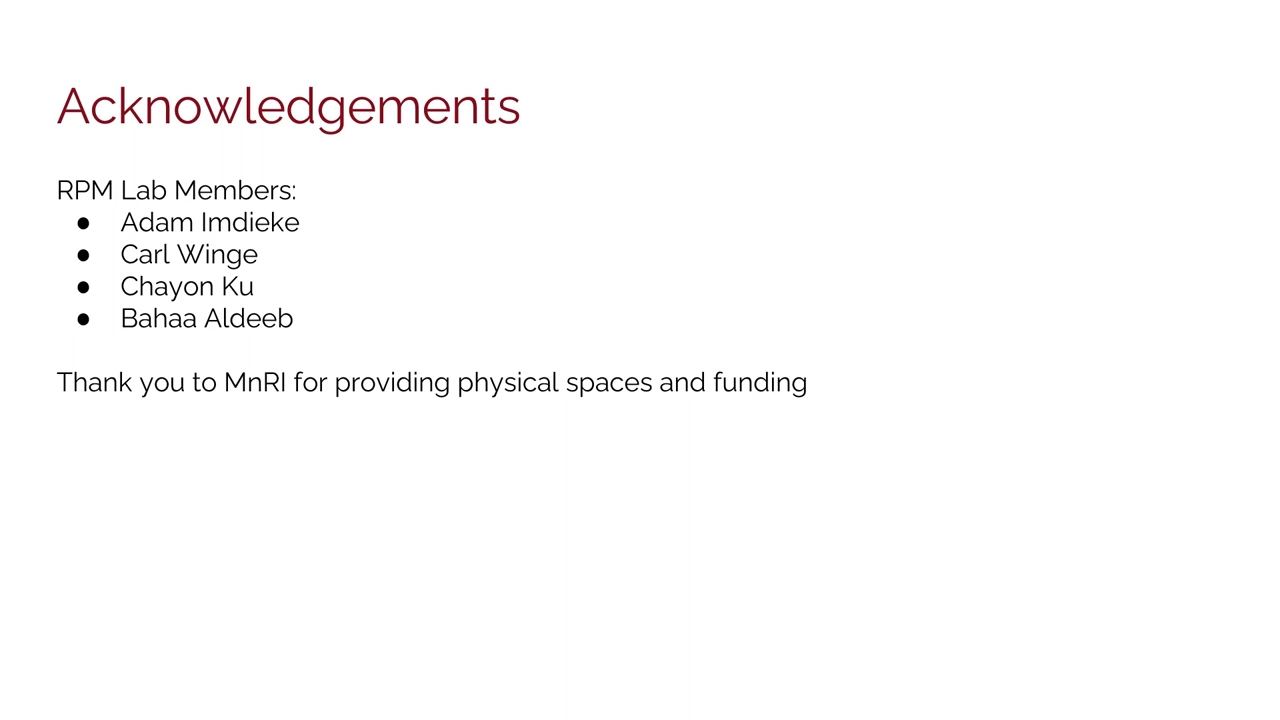 Acknowledgements
RPM Lab Members:
● Adam Imdieke
● Carl Winge
● Chayon Ku
● Bahaa Aldeeb
Thank you to MnRI for providing physical spaces and funding